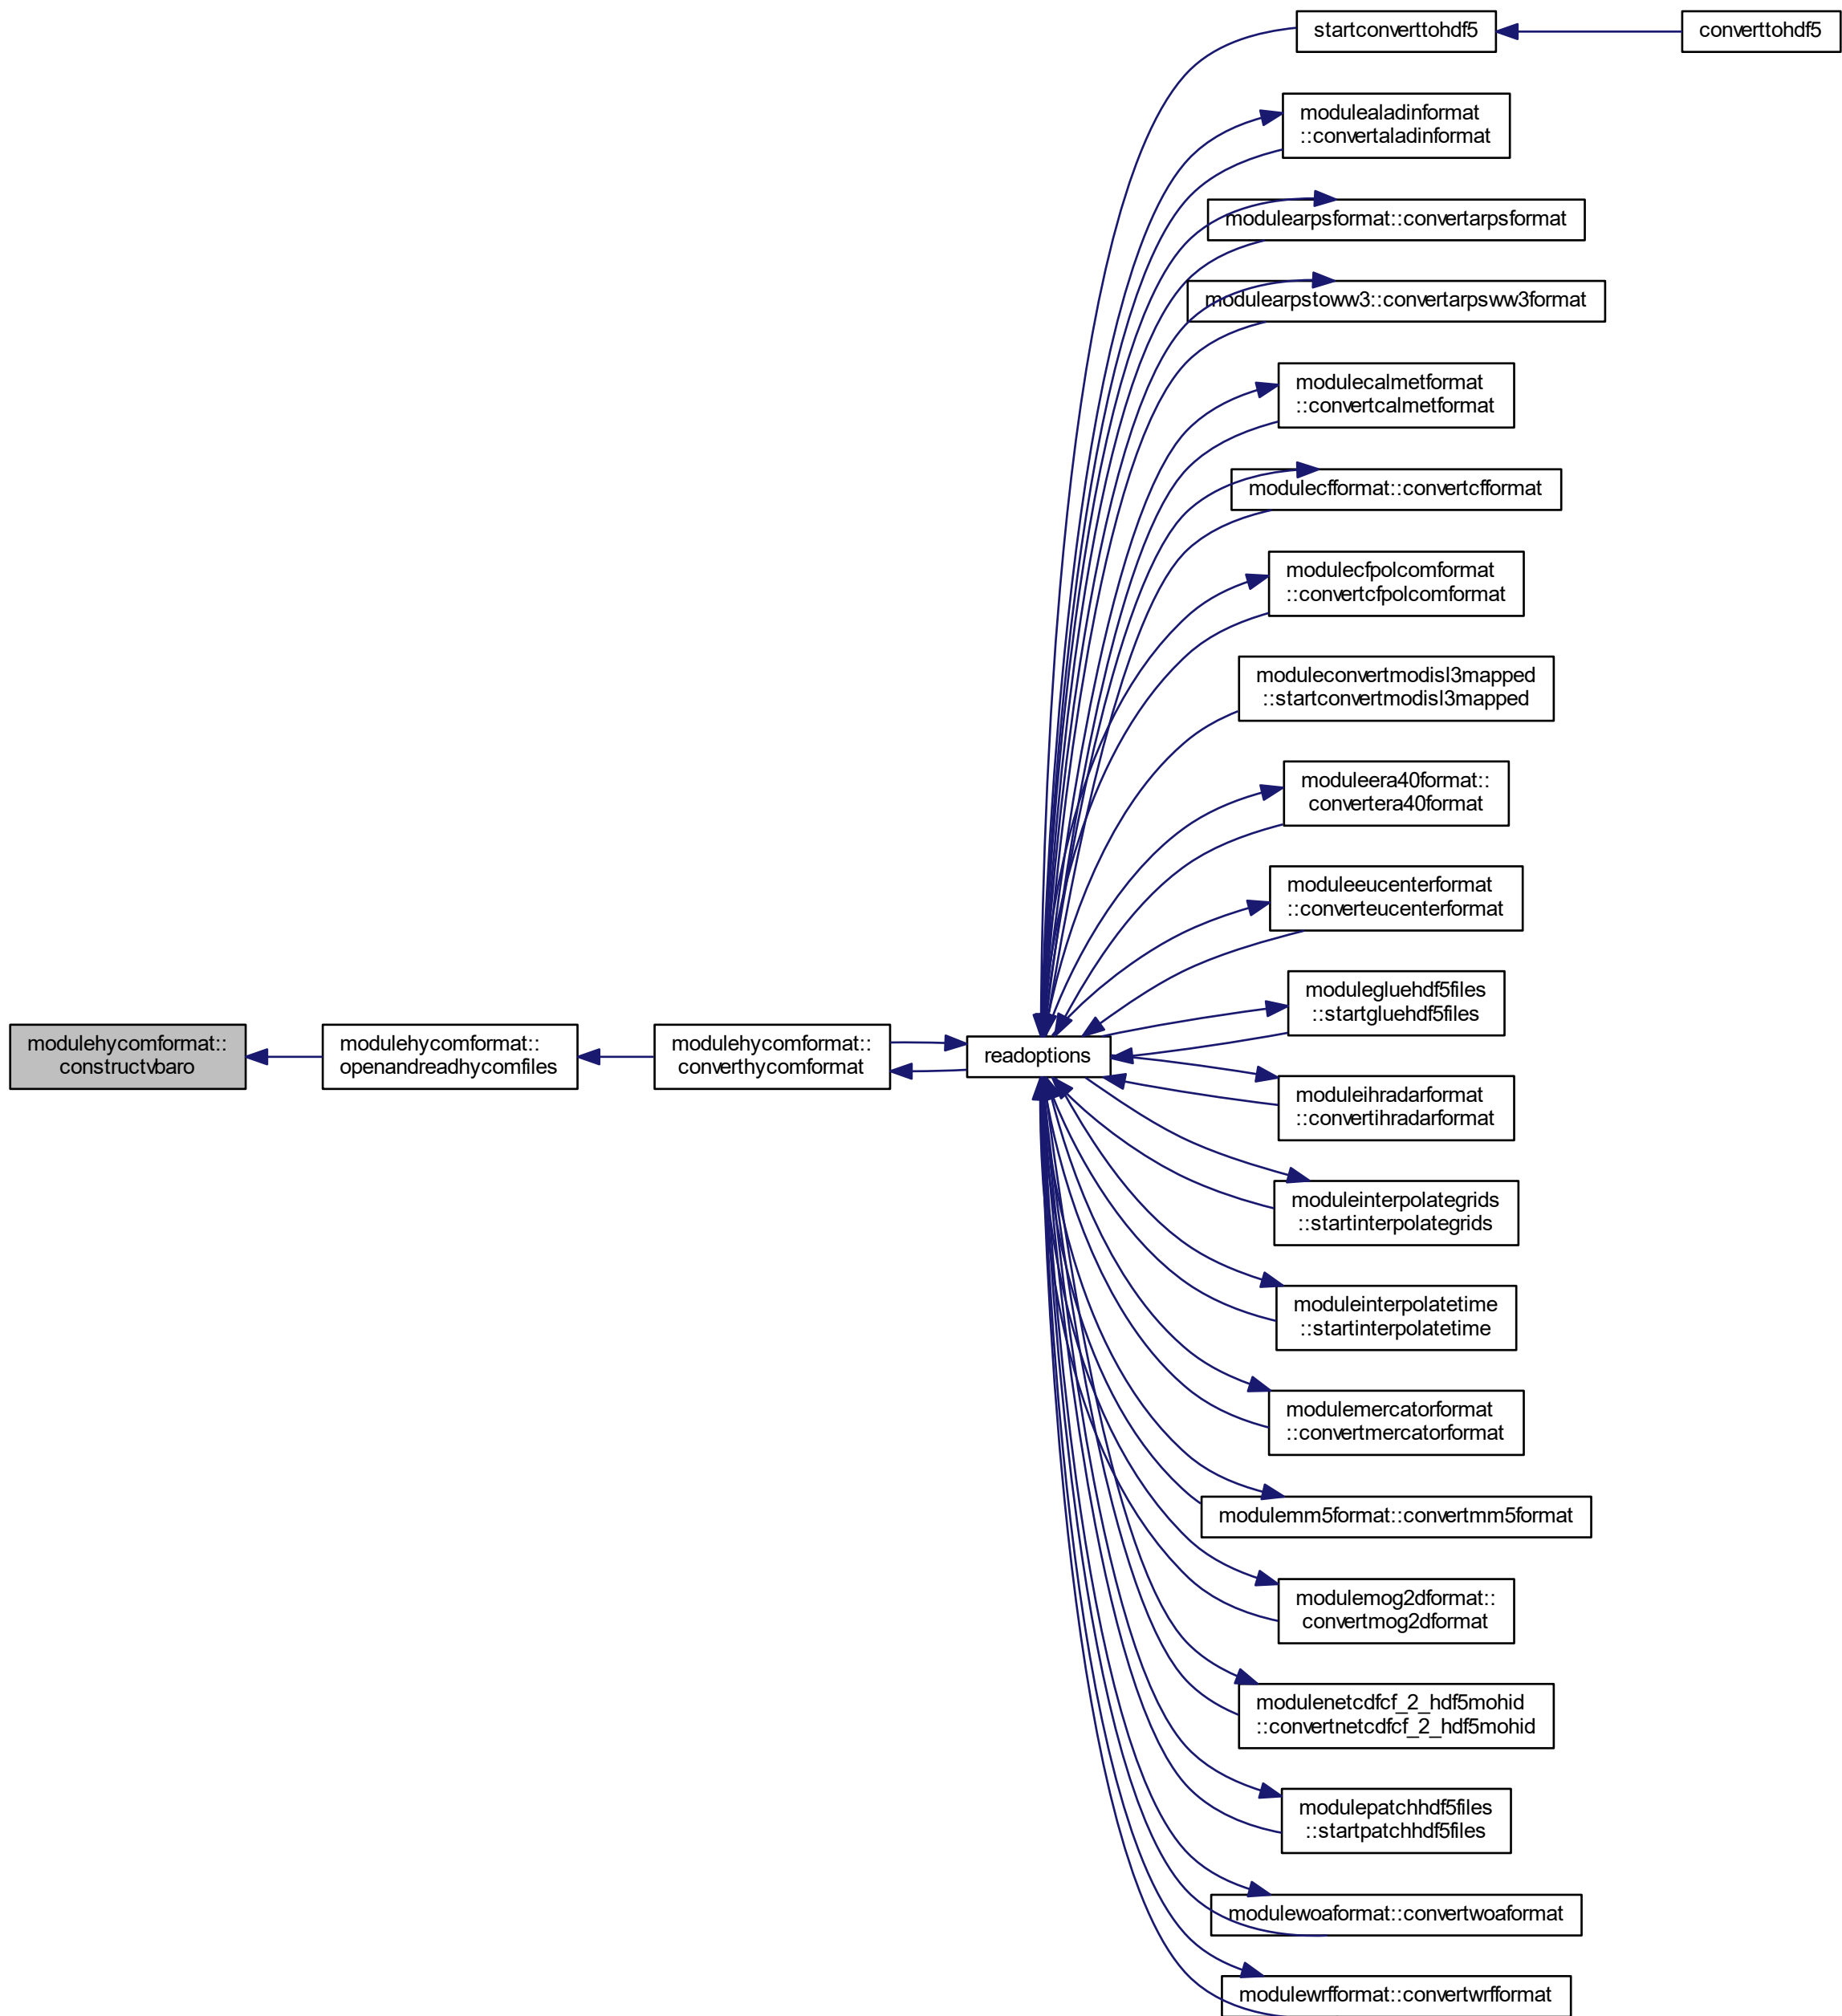 startconverttohdf5
converttohdf5
modulealadinformat
::convertaladinformat
modulearpsformat::convertarpsformat
modulearpstoww3::convertarpsww3format
modulecalmetformat
::convertcalmetformat
modulecfformat::convertcfformat
modulecfpolcomformat
::convertcfpolcomformat
moduleconvertmodisl3mapped
::startconvertmodisl3mapped
moduleera40format::
convertera40format
moduleeucenterformat
::converteucenterformat
modulegluehdf5files
::startgluehdf5files
modulehycomformat::
constructvbaro
modulehycomformat::
openandreadhycomfiles
modulehycomformat::
converthycomformat
readoptions
moduleihradarformat
::convertihradarformat
moduleinterpolategrids
::startinterpolategrids
moduleinterpolatetime
::startinterpolatetime
modulemercatorformat
::convertmercatorformat
modulemm5format::convertmm5format
modulemog2dformat::
convertmog2dformat
modulenetcdfcf_2_hdf5mohid
::convertnetcdfcf_2_hdf5mohid
modulepatchhdf5files
::startpatchhdf5files
modulewoaformat::convertwoaformat
modulewrfformat::convertwrfformat